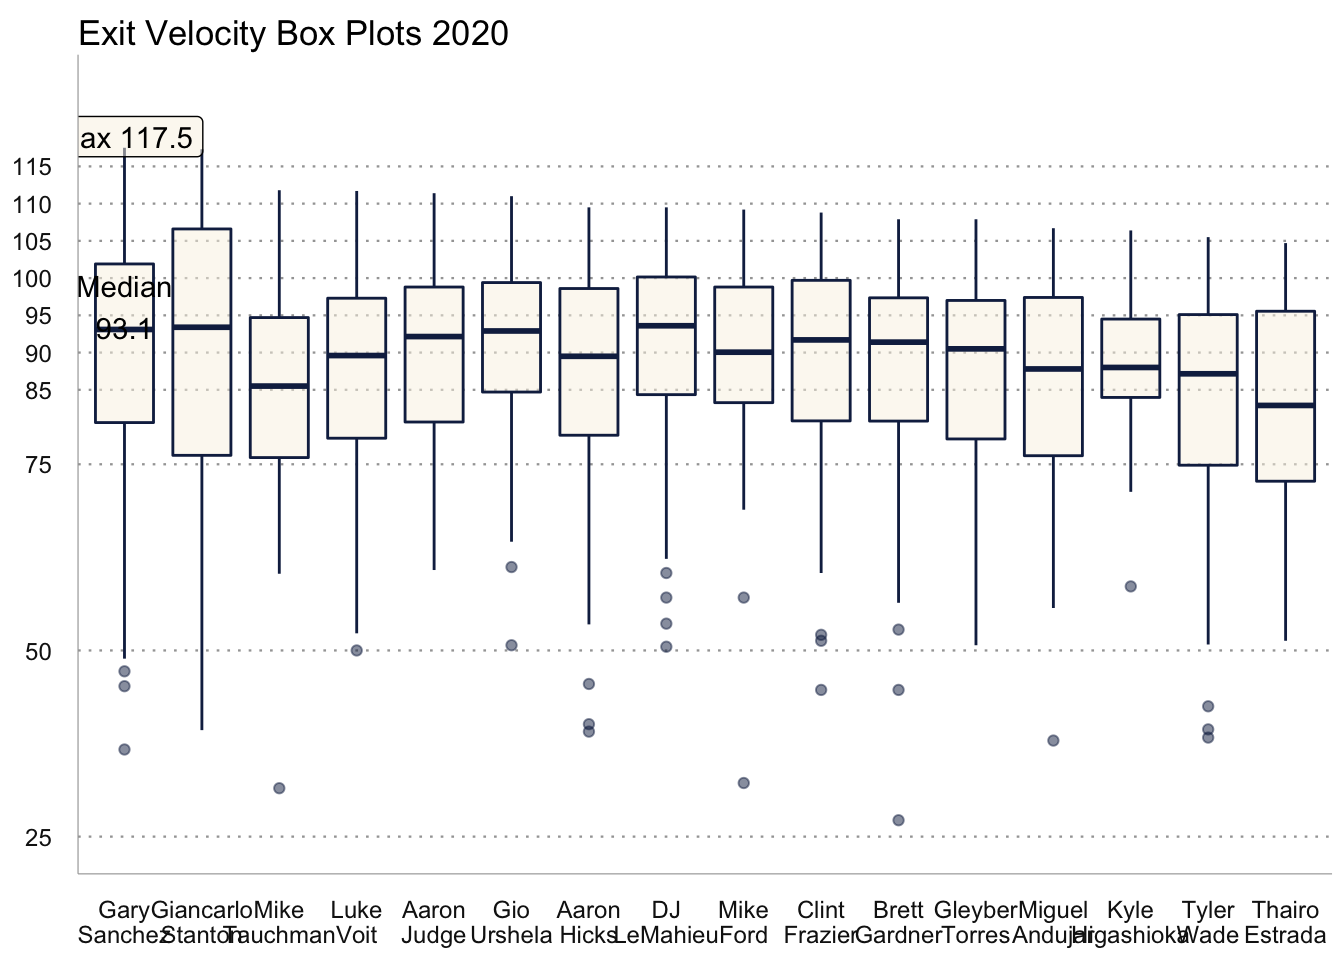 Exit Velocity Box Plots 2020
ax 117.5
115
110
105
100
Median
95
93.1
90
85
75
50
25
Gary Giancarlo Mike Luke Aaron Gio Aaron DJ Mike Clint Brett Gleyber Miguel Kyle Tyler Thairo
Sanchez Stanton Tauchman Voit Judge Urshela Hicks LeMahieu Ford Frazier Gardner Torres Andujar Higashioka Wade Estrada